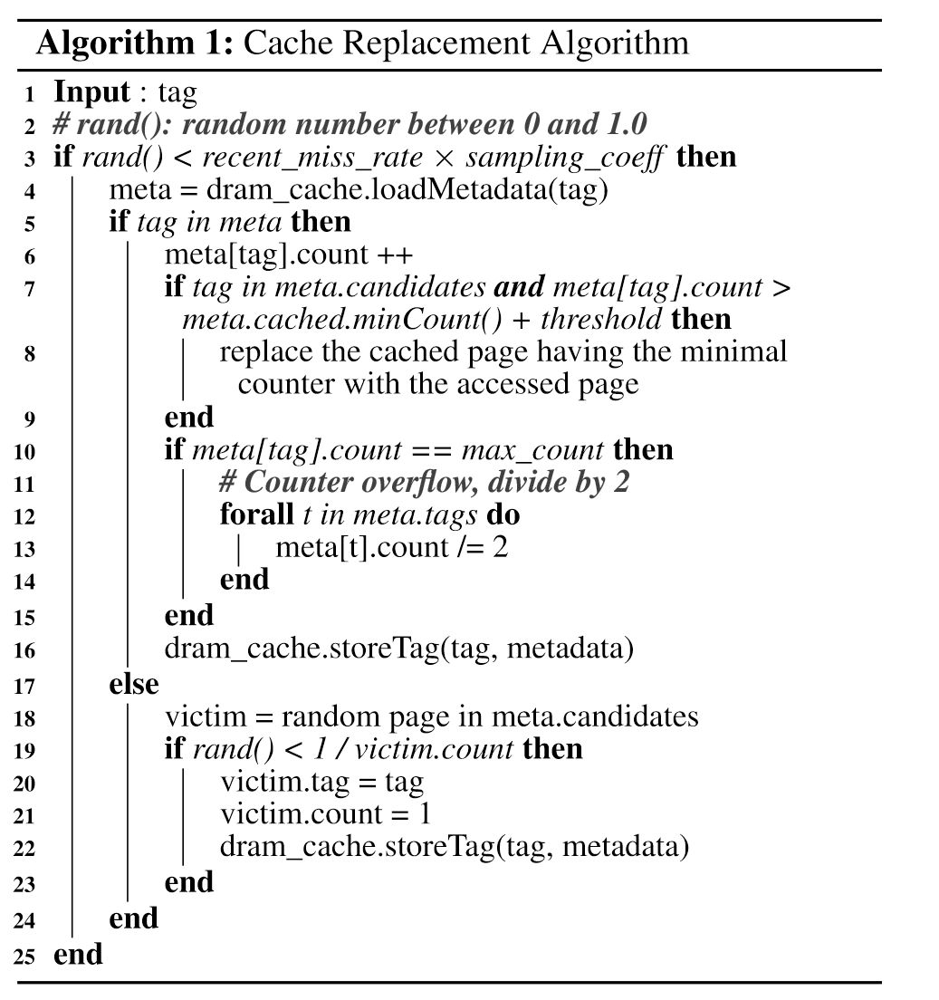 Algorithm 1: Cache Replacement Algorithm
1 Input : tag
2 # rand(): random number between 0 and 1.0
3 if rand() < recent_miss_rate × sampling_coeff then
4 meta = dram_cache.loadMetadata(tag)
5 if tag in meta then
6 meta[tag].count ++
7 if tag in meta.candidates and meta[tag].count >
meta.cached.minCount() + threshold then
8 replace the cached page having the minimal
counter with the accessed page
9 end
10 if meta[tag].count == max_count then
11 # Counter overflow, divide by 2
12 forall t in meta.tags do
13 meta[t].count /= 2
14 end
15 end
16 dram_cache.storeTag(tag, metadata)
17 else
18 victim = random page in meta.candidates
19 if rand() < 1 / victim.count then
20 victim.tag = tag
21 victim.count = 1
22 dram_cache.storeTag(tag, metadata)
23 end
24 end
25 end